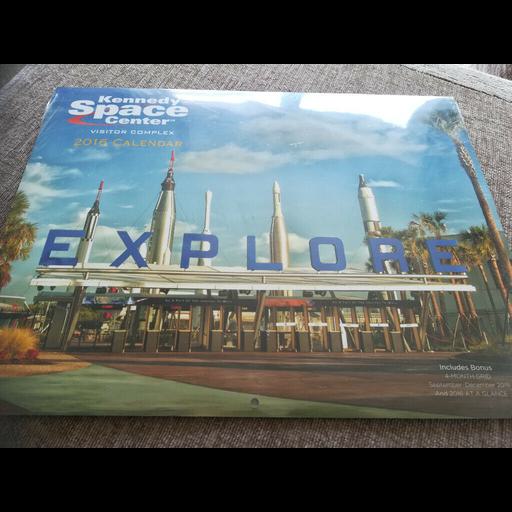 Kennedy
Space
Center
VISITOR COMPLEX
2016 CALENDAR
EXPLORE
Includes Bonus
4-MONTH GRID
September-December 2015
And 2016 AT A GLANCE